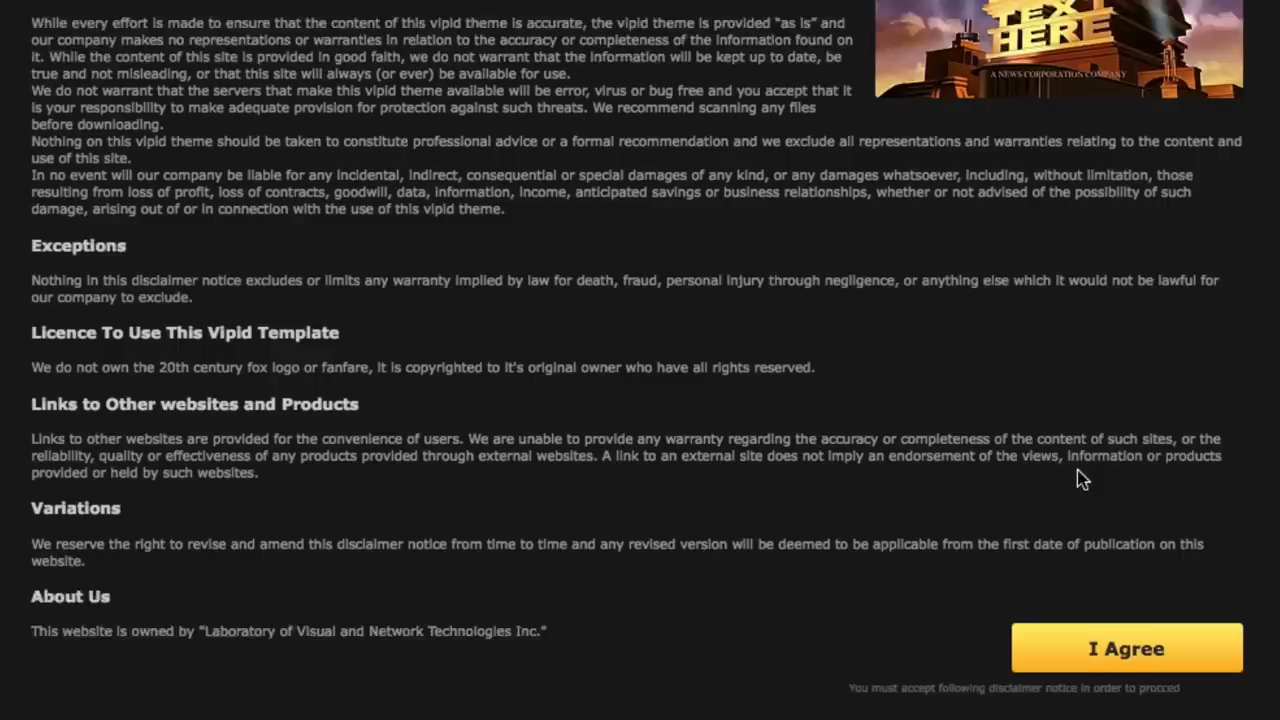 While every effort is made to ensure that the content of this vipid theme is accurate, the vipid theme is provided “as is” and
our company makes no representations or warranties in relation to the accuracy or completeness of the information found on
it. While the content of this site is provided in good faith, we do not warrant that the information will be kept up to date, be
true and not misleading, or that this site will always (or ever) be available for use.
We do not warrant that the servers that make this vipid theme available will be error, virus or bug free and you accept that it
is your responsibility to make adequate provision for protection against such threats. We recommend scanning any files
before downloading.
TEXT
HERE
A NEWS CORPORATION COMPANY
Nothing on this vipid theme should be taken to constitute professional advice or a formal recommendation and we exclude all representations and warranties relating to the content and
use of this site.
In no event will our company be liable for any incidental, indirect, consequential or special damages of any kind, or any damages whatsoever, including, without limitation, those
resulting from loss of profit, loss of contracts, goodwill, data, information, income, anticipated savings or business relationships, whether or not advised of the possibility of such
damage, arising out of or in connection with the use of this vipid theme.
Exceptions
Nothing in this disclaimer notice excludes or limits any warranty implied by law for death, fraud, personal injury through negligence, or anything else which it would not be lawful for
our company to exclude.
Licence To Use This Vipid Template
We do not own the 20th century fox logo or fanfare, it is copyrighted to it's original owner who have all rights reserved.
Links to Other websites and Products
Links to other websites are provided for the convenience of users. We are unable to provide any warranty regarding the accuracy or completeness of the content of such sites, or the
reliability, quality or effectiveness of any products provided through external websites. A link to an external site does not imply an endorsement of the views, information or products
provided or held by such websites.
Variations
We reserve the right to revise and amend this disclaimer notice from time to time and any revised version will be deemed to be applicable from the first date of publication on this
website.
About Us
This website is owned by "Laboratory of Visual and Network Technologies Inc."
I Agree
You must accept following disclaimer notice in order to procced